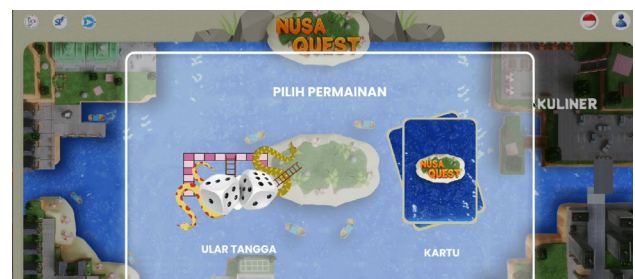 NUSA
QUEST
PILIH PERMAINAN
KULINER
NUSA
QUEST
ULAR TANGGA
KARTU